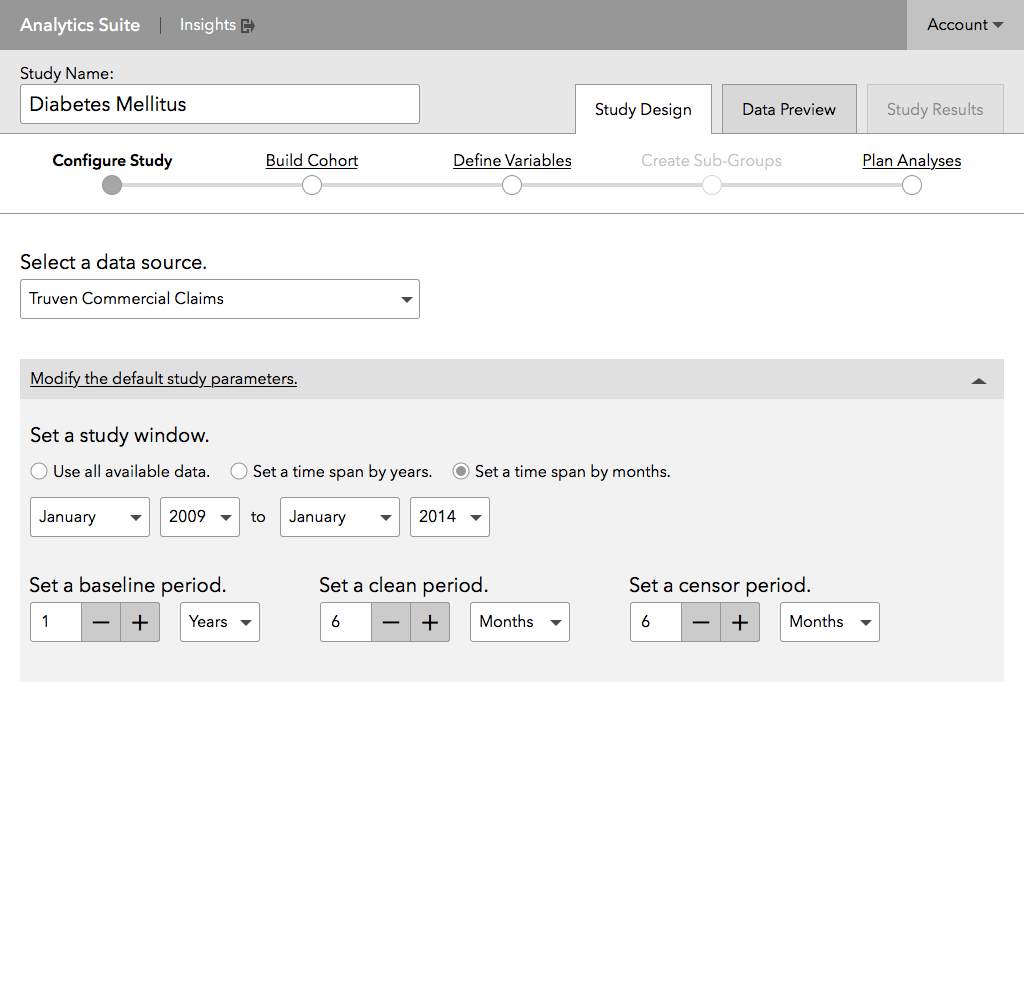 Analytics Suite | Insights Account
Study Name:
Diabetes Mellitus
Study Design Data Preview Study Results
Configure Study Build Cohort Define Variables Create Sub-Groups Plan Analyses
Select a data source.
Truven Commercial Claims
Modify the default study parameters.
Set a study window.
Use all available data. Set a time span by years. Set a time span by months.
January 2009 to January 2014
Set a baseline period. Set a clean period. Set a censor period.
1 − + Years 6 − + Months 6 − + Months